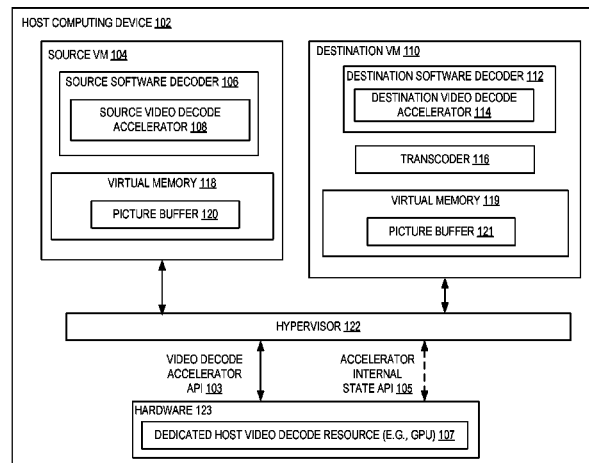 HOST COMPUTING DEVICE 102
SOURCE VM 104
SOURCE SOFTWARE DECODER 106
SOURCE VIDEO DECODE
ACCELERATOR 108
VIRTUAL MEMORY 118
PICTURE BUFFER 120
DESTINATION VM 110
DESTINATION SOFTWARE DECODER 112
DESTINATION VIDEO DECODE
ACCELERATOR 114
TRANSCODER 116
VIRTUAL MEMORY 119
PICTURE BUFFER 121
HYPERVISOR 122
VIDEO DECODE
ACCELERATOR
API 103
ACCELERATOR
INTERNAL
STATE API 105
HARDWARE 123
DEDICATED HOST VIDEO DECODE RESOURCE (E.G., GPU) 107